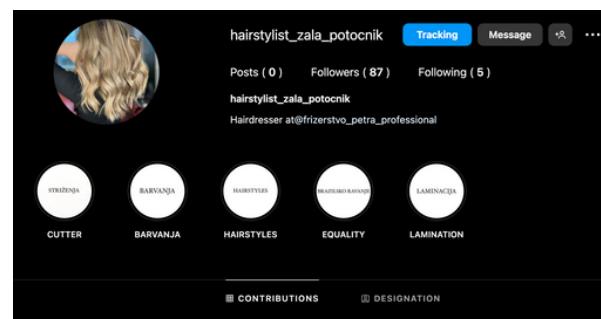 hairstylist_zala_potocnik Tracking Message
Posts ( 0 ) Followers ( 87 ) Following ( 5 )
hairstylist_zala_potocnik
Hairdresser at@frizerstvo_petra_professional
STRIŽENJA BARVANJA HAIRSTYLES BRAZILSKO RAVANJE LAMINACIJA
CUTTER BARVANJA HAIRSTYLES EQUALITY LAMINATION
CONTRIBUTIONS DESIGNATION